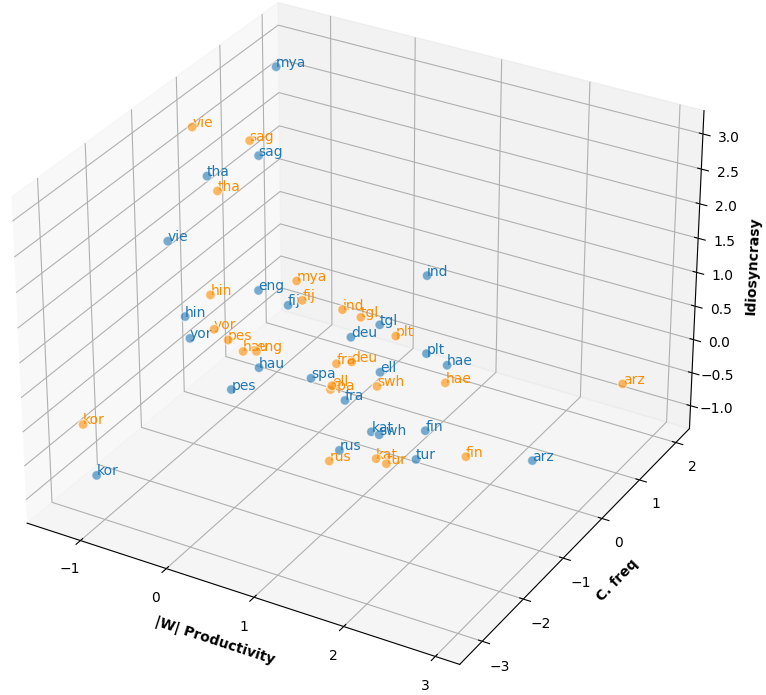 mya
vie
sag
sag
tha
tha
vie
ind
mya
eng
hin
fij
fij
hin
ind
tgl
tgl
yor
yor
pes
deu
plt
hau
eng
plt
fra
deu
hae
arz
hau
spa
ell
swh
hae
pes
ell
spa
fra
kor
kat
swh
fin
rus
rus
kat
tur
tur
fin
arz
kor
3.0
2.5
2.0
1.5
1.0
0.5
0.0
−0.5
−1.0
Idiosyncrasy
2
1
0
−1
−2
−3
C. freq
−1
0
1
2
3
|W| Productivity